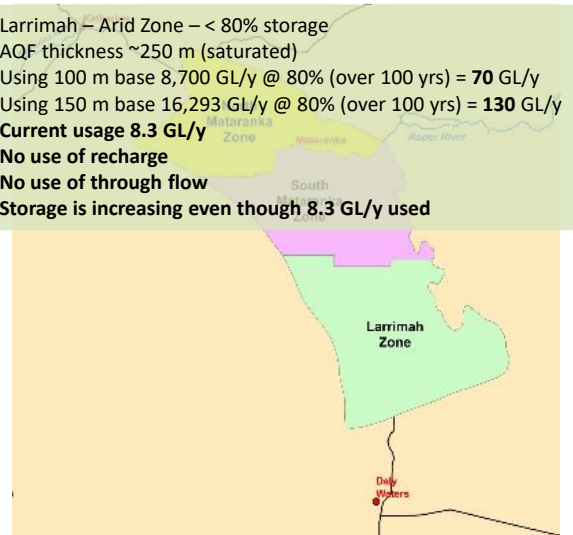 Larrimah – Arid Zone – < 80% storage
AQF thickness ~250 m (saturated)
Using 100 m base 8,700 GL/y @ 80% (over 100 yrs) = 70 GL/y
Using 150 m base 16,293 GL/y @ 80% (over 100 yrs) = 130 GL/y
Current usage 8.3 GL/y
No use of recharge
No use of through flow
Storage is increasing even though 8.3 GL/y used
Mataranka
Zone
Mataranka
Roper River
South
Zone
Larrimah
Zone
Daly
Waters